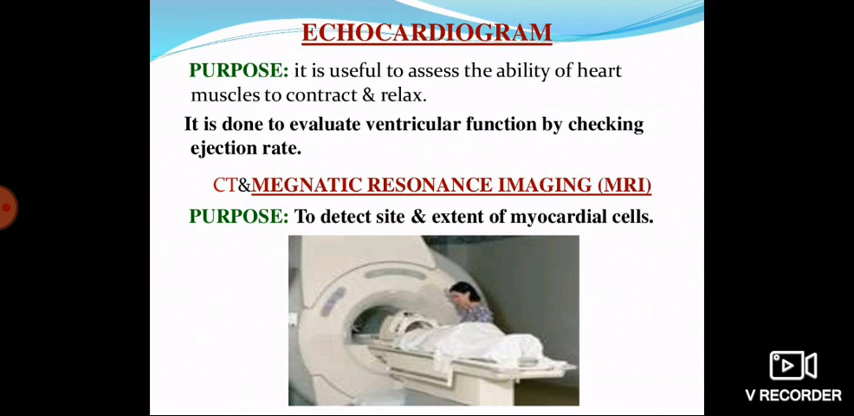 ECHOCARDIOGRAM
PURPOSE: it is useful to assess the ability of heart
muscles to contract & relax.
It is done to evaluate ventricular function by checking
ejection rate.
CT&MEGNATIC RESONANCE IMAGING (MRI)
PURPOSE: To detect site & extent of myocardial cells.
V RECORDER